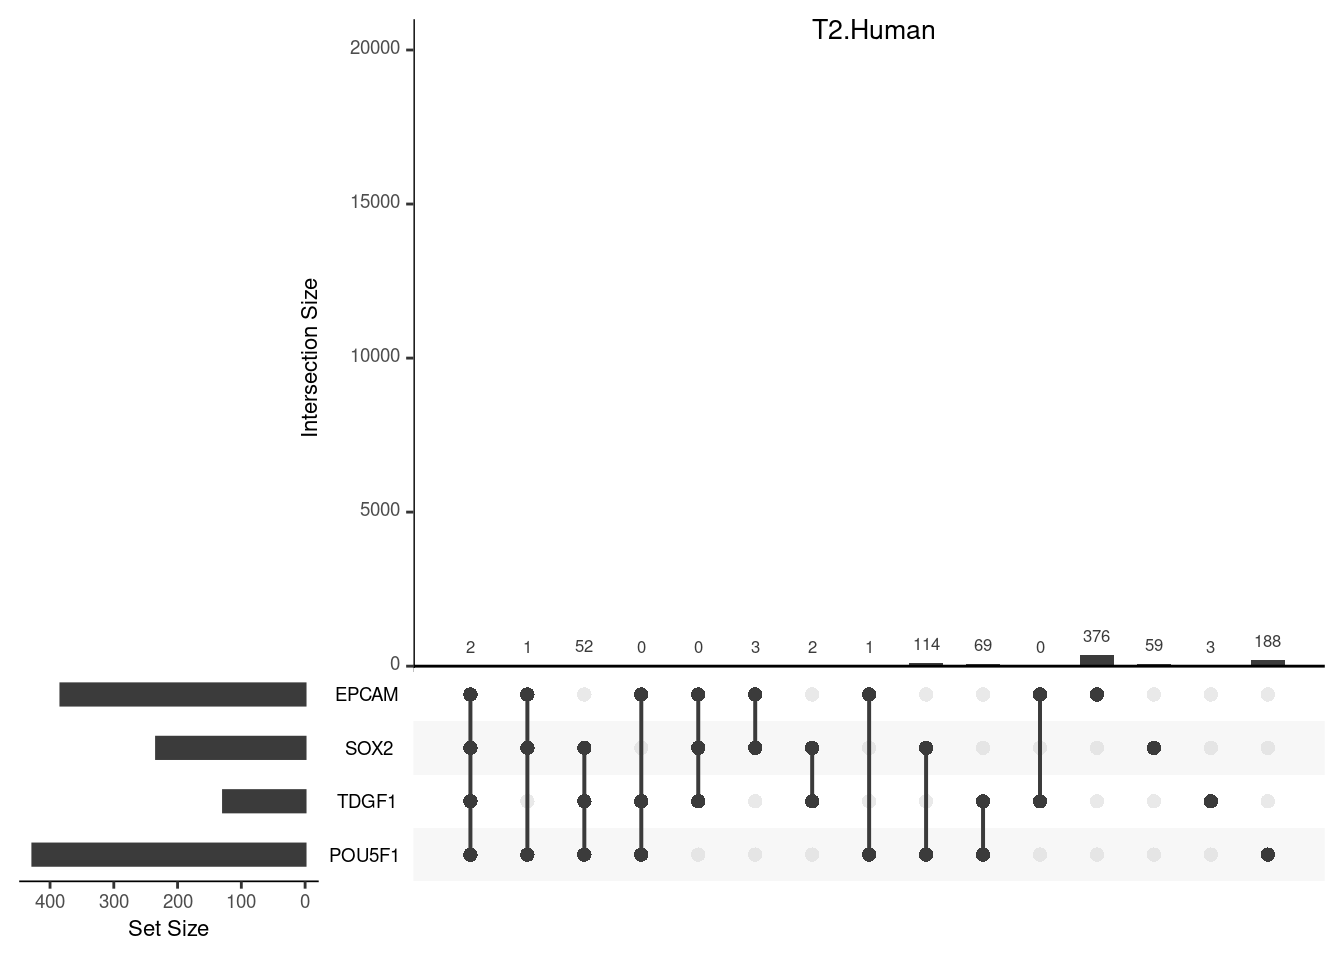 T2.Human
20000
15000
10000
5000
0
Intersection Size
2 1 52 0 0 3 2 1 114 69 0 376 59 3 188
EPCAM
SOX2
TDGF1
POU5F1
400 300 200 100 0
Set Size